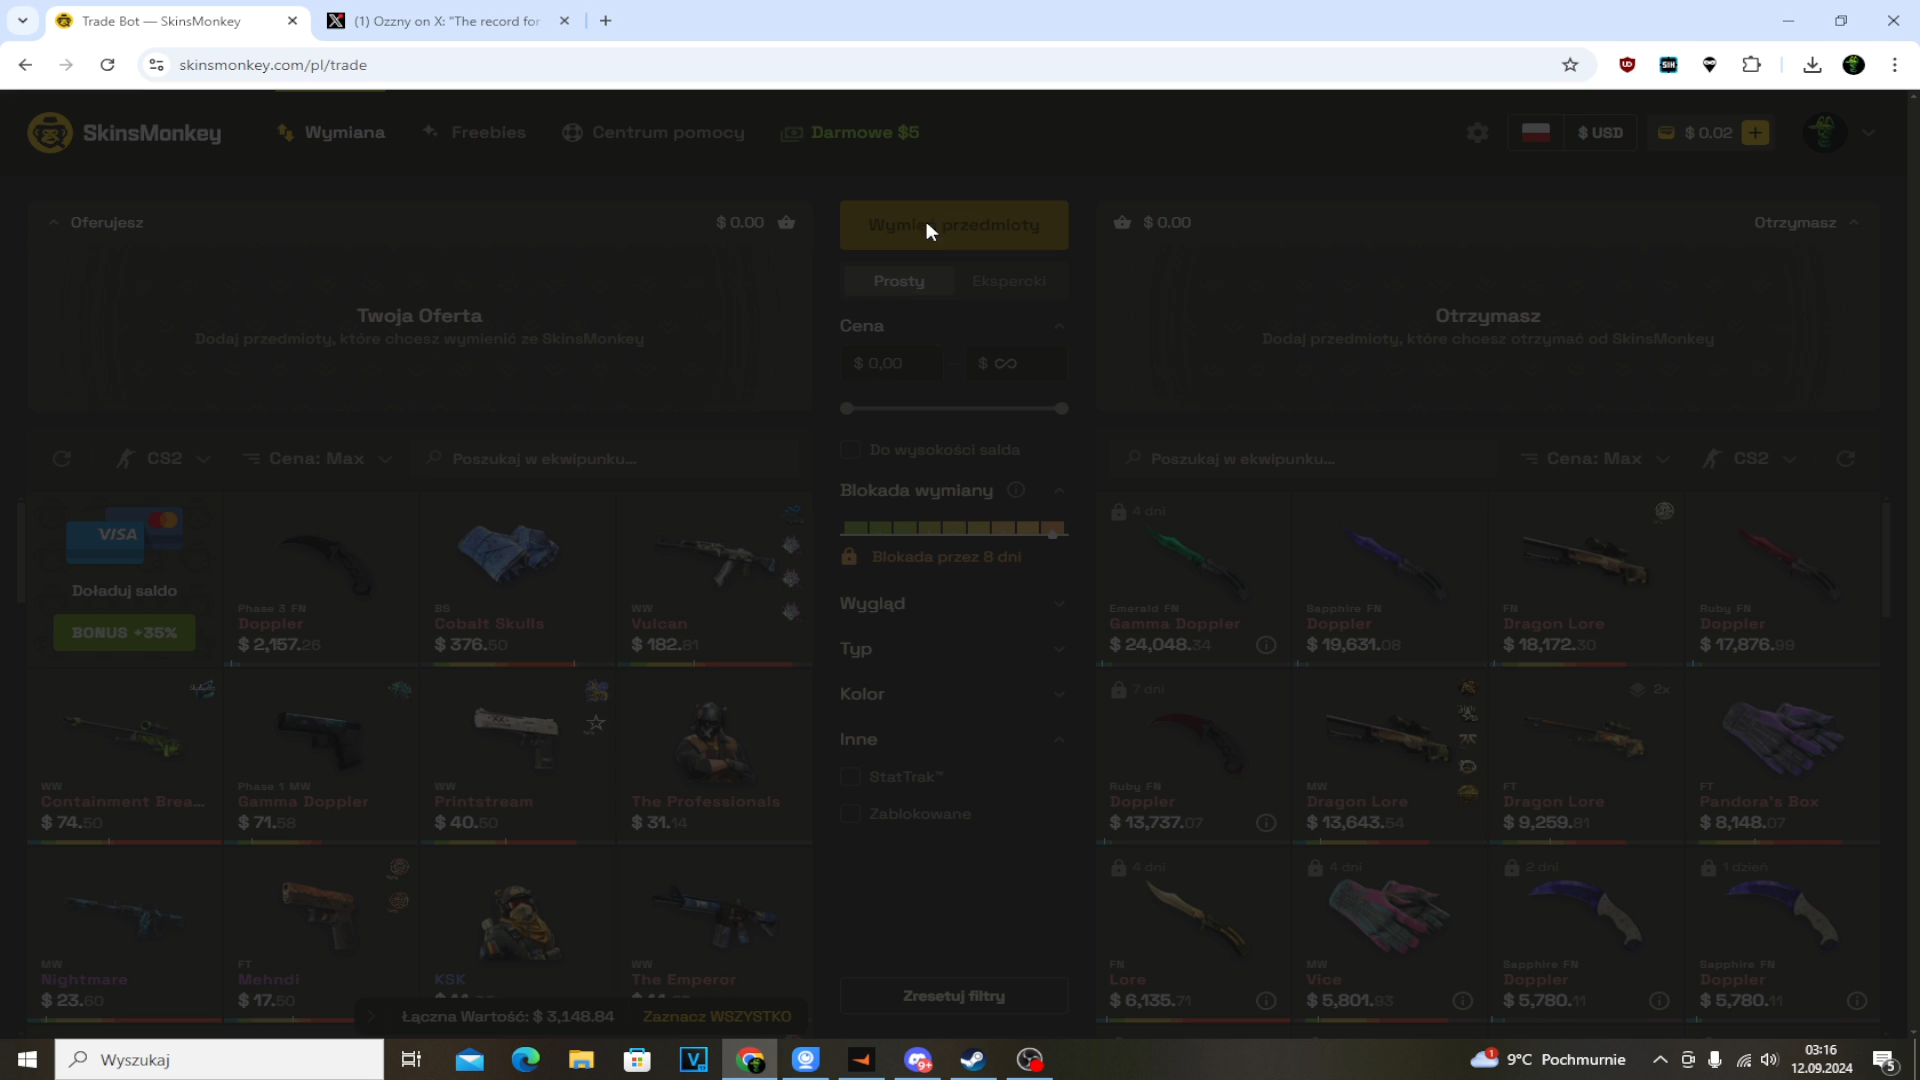 Trade Bot — SkinsMonkey
(1) Ozzny on X: "The record for
skinsmonkey.com/pl/trade
SkinsMonkey
Wymiana
Freebies
Centrum pomocy
Darmowe $5
$ USD
$ 0.02
Oferujesz
$ 0.00
Twoja Oferta
Dodaj przedmioty, które chcesz wymienić ze SkinsMonkey
Wymień przedmioty
Prosty
Ekspercki
Cena
$ 0,00
$ ∞
Do wysokości salda
Blokada wymiany
Blokada przez 8 dni
Wygląd
Typ
Kolor
Inne
StatTrak™
Zablokowane
Zresetuj filtry
$ 0.00
Otrzymasz
Otrzymasz
Dodaj przedmioty, które chcesz otrzymać od SkinsMonkey
CS2
Cena: Max
Poszukaj w ekwipunku...
VISA
Doładuj saldo
BONUS +35%
Phase 3 FN
Doppler
$ 2,157.26
BS
Cobalt Skulls
$ 376.50
WW
Vulcan
$ 182.81
WW
Containment Brea...
$ 74.50
Phase 1 MW
Gamma Doppler
$ 71.58
WW
Printstream
$ 40.50
The Professionals
$ 31.14
MW
Nightmare
$ 23.60
FT
Mehndi
$ 17.50
KSK
WW
The Emperor
Łączna Wartość: $ 3,148.84
Zaznacz WSZYSTKO
Poszukaj w ekwipunku...
Cena: Max
CS2
4 dni
Emerald FN
Gamma Doppler
$ 24,048.34
Sapphire FN
Doppler
$ 19,631.08
FN
Dragon Lore
$ 18,172.30
Ruby FN
Doppler
$ 17,876.99
7 dni
Ruby FN
Doppler
$ 13,737.07
MW
Dragon Lore
$ 13,643.54
2x
FT
Dragon Lore
$ 9,259.81
FT
Pandora's Box
$ 8,148.07
4 dni
FN
Lore
$ 6,135.71
4 dni
MW
Vice
$ 5,801.93
2 dni
Sapphire FN
Doppler
$ 5,780.11
1 dzień
Sapphire FN
Doppler
$ 5,780.11
Wyszukaj
9+
1
9°C Pochmurnie
03:16
12.09.2024
5